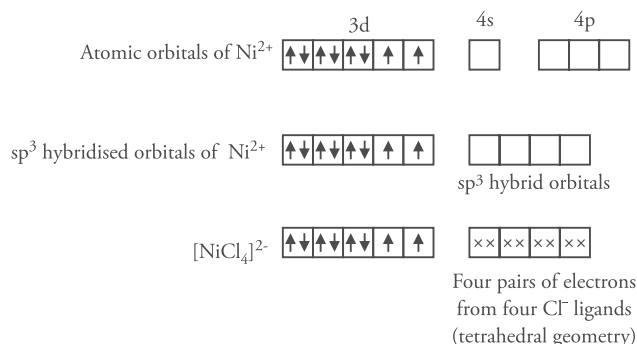 3d 4s 4p
Atomic orbitals of Ni²⁺
sp³ hybridised orbitals of Ni²⁺
sp³ hybrid orbitals
[NiCl₄]²⁻ ×× ×× ×× ××
Four pairs of electrons
from four Cl⁻ ligands
(tetrahedral geometry)